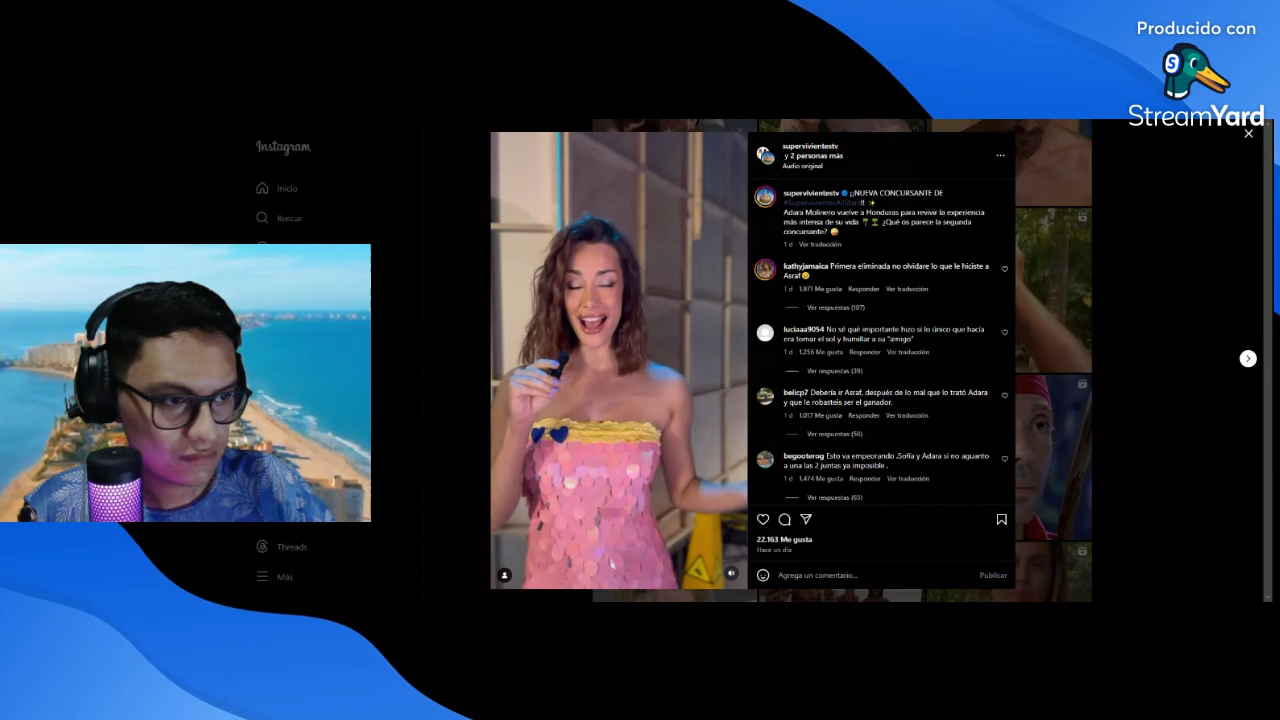 Producido con
StreamYard
Instagram
Inicio
Buscar
Threads
Más
supervivientestv
y 2 personas más
Audio original
supervivientestv ¡¡NUEVA CONCURSANTE DE
#SupervivientesAllStars!! ✨
Adara Molinero vuelve a Honduras para revivir la experiencia
más intensa de su vida 🌴🏝 ¿Qué os parece la segunda
concursante? 😜
1 d Ver traducción
kathyjamaica Primera eliminada no olvidare lo que le hiciste a
Asraf
1 d 1.971 Me gusta Responder Ver traducción
Ver respuestas (107)
luciaaa9054 No sé qué importante hizo si lo único que hacía
era tomar el sol y humillar a su "amigo"
1 d 1.256 Me gusta Responder Ver traducción
Ver respuestas (39)
beiicp7 Debería ir Asraf, después de lo mal que lo trató Adara
y que le robasteis ser el ganador.
1 d 1.017 Me gusta Responder Ver traducción
Ver respuestas (50)
begooterog Esto va empeorando .Sofía y Adara si no aguanto
a una las 2 juntas ya imposible .
1 d 1.474 Me gusta Responder Ver traducción
Ver respuestas (65)
22.163 Me gusta
Hace un día
Agrega un comentario...
Publicar